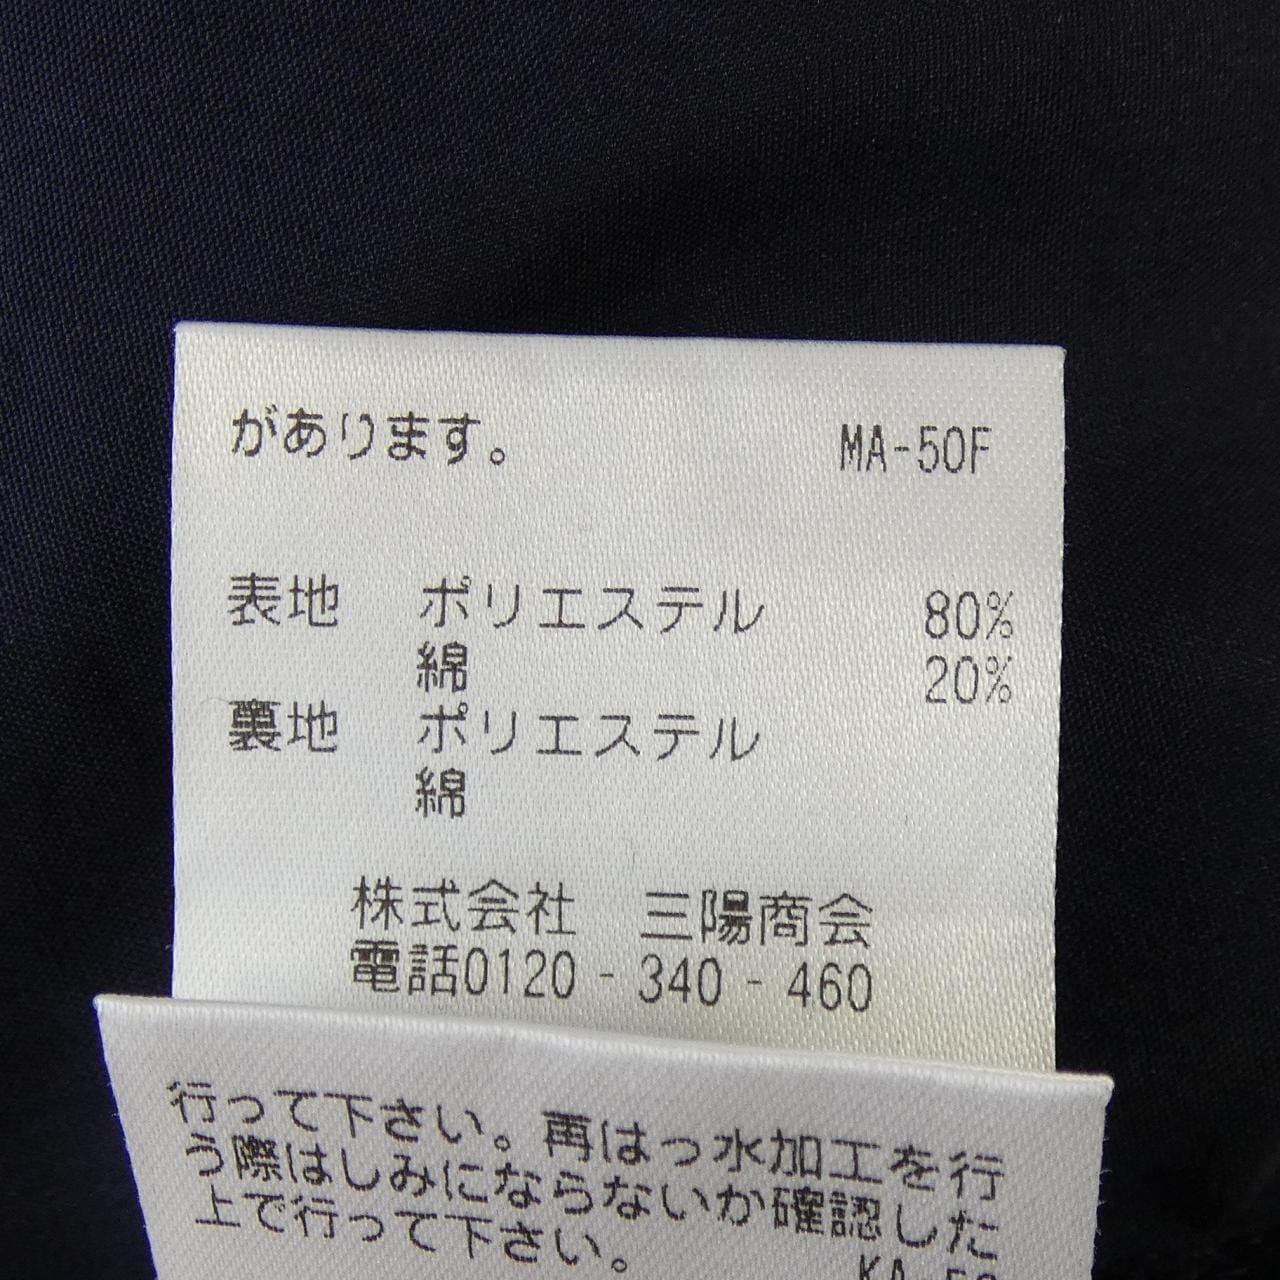 があります。 MA-50F
表地 ポリエステル 80%
綿 20%
裏地 ポリエステル
綿
株式会社 三陽商会
電話0120-340-460
行って下さい。再はっ水加工を行
う際はしみにならないか確認した
上で行って下さい。